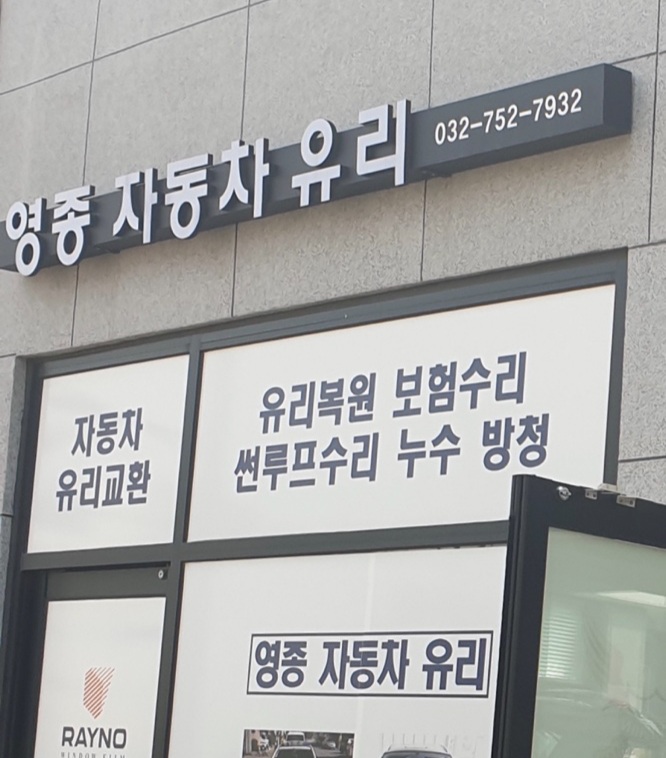 영종 자동차 유리 032-752-7932
자동차
유리교환
유리복원 보험수리
썬루프수리 누수 방청
영종 자동차 유리
RAYNO
WINDOW FILM